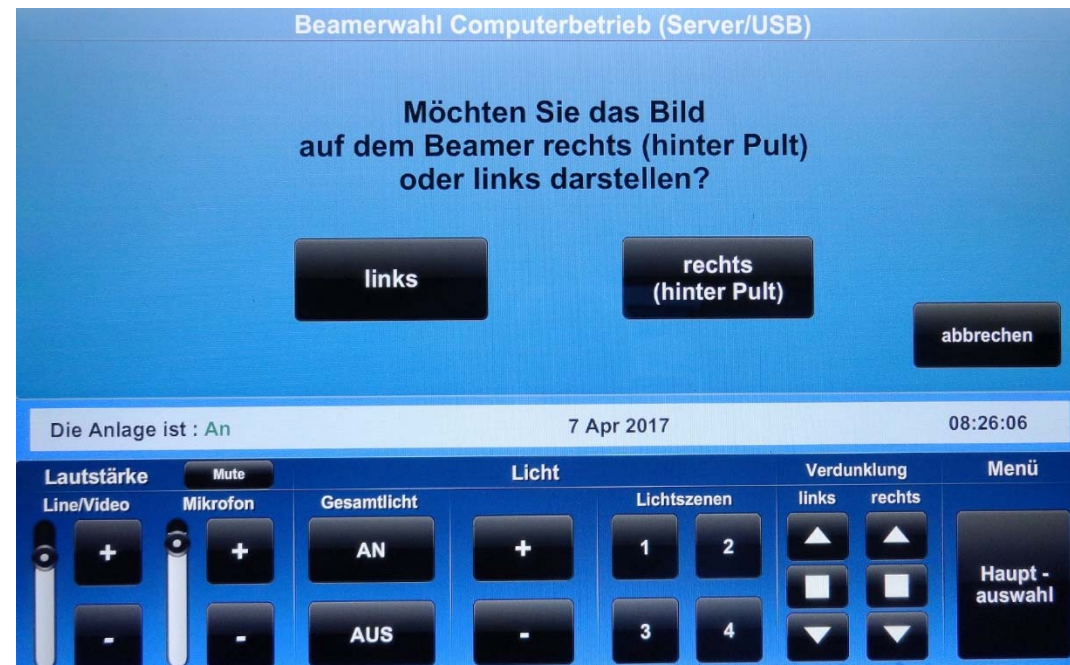 Beamerwahl Computerbetrieb (Server/USB)
Möchten Sie das Bild
auf dem Beamer rechts (hinter Pult)
oder links darstellen?
links
rechts
(hinter Pult)
abbrechen
Die Anlage ist : An
7 Apr 2017
08:26:06
Lautstärke
Mute
Licht
Verdunklung
Menü
Line/Video
Mikrofon
Gesamtlicht
Lichtszenen
links
rechts
+
+
AN
+
1
2
Haupt -
auswahl
-
-
AUS
-
3
4